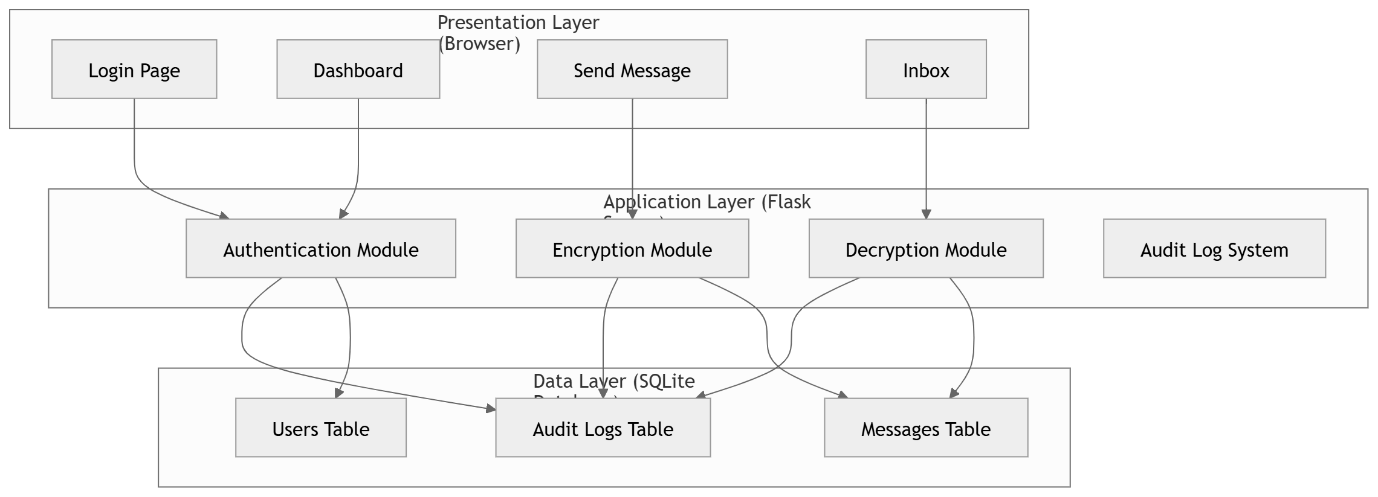 Presentation Layer
(Browser)
Login Page
Dashboard
Send Message
Inbox
Application Layer (Flask
Authentication Module
Encryption Module
Decryption Module
Audit Log System
Data Layer (SQLite
Users Table
Audit Logs Table
Messages Table